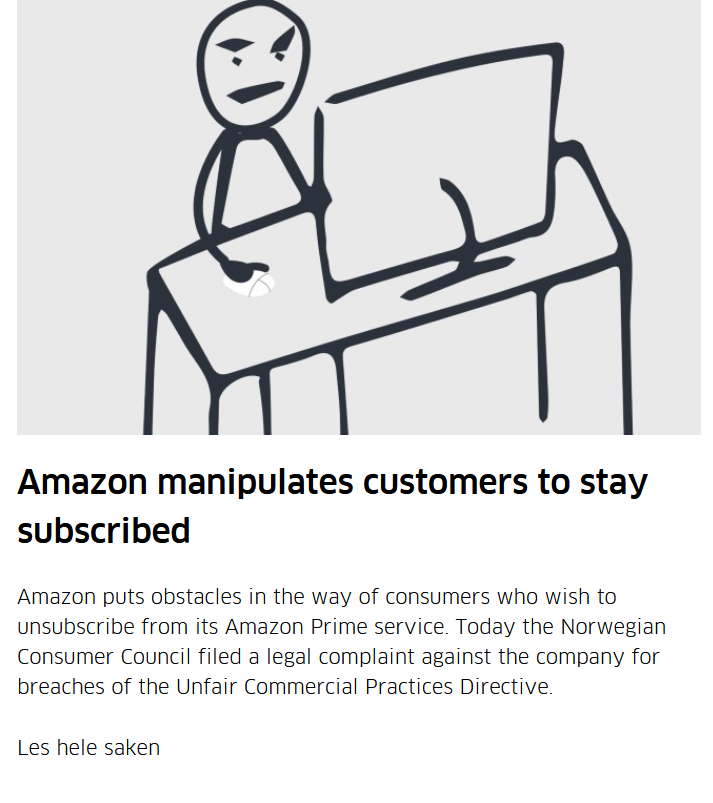 Amazon manipulates customers to stay
subscribed
Amazon puts obstacles in the way of consumers who wish to
unsubscribe from its Amazon Prime service. Today the Norwegian
Consumer Council filed a legal complaint against the company for
breaches of the Unfair Commercial Practices Directive.
Les hele saken